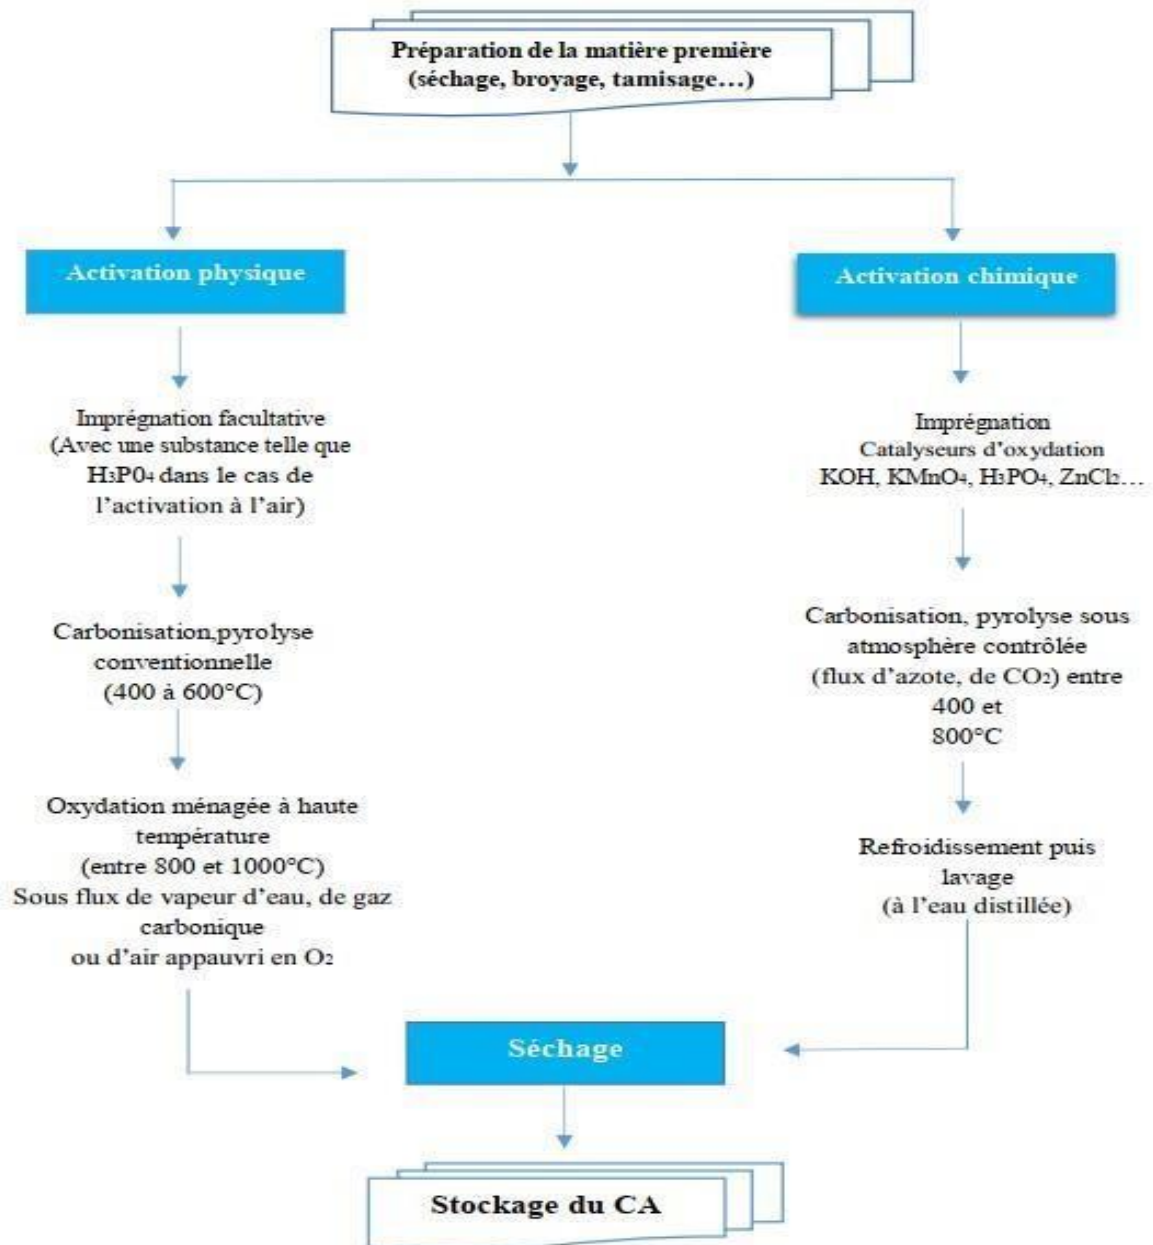 Préparation de la matière première
(séchage, broyage, tamisage…)
Activation physique
Imprégnation facultative
(Avec une substance telle que
H₃P0₄ dans le cas de
l’activation à l’air)
Carbonisation,pyrolyse
conventionnelle
(400 à 600°C)
Oxydation ménagée à haute
température
(entre 800 et 1000°C)
Sous flux de vapeur d’eau, de gaz
carbonique
ou d’air appauvri en O₂
Activation chimique
Imprégnation
Catalyseurs d’oxydation
KOH, KMnO₄, H₃PO₄, ZnCl₂…
Carbonisation, pyrolyse sous
atmosphère contrôlée
(flux d’azote, de CO₂) entre
400 et
800°C
Refroidissement puis
lavage
(à l’eau distillée)
Séchage
Stockage du CA